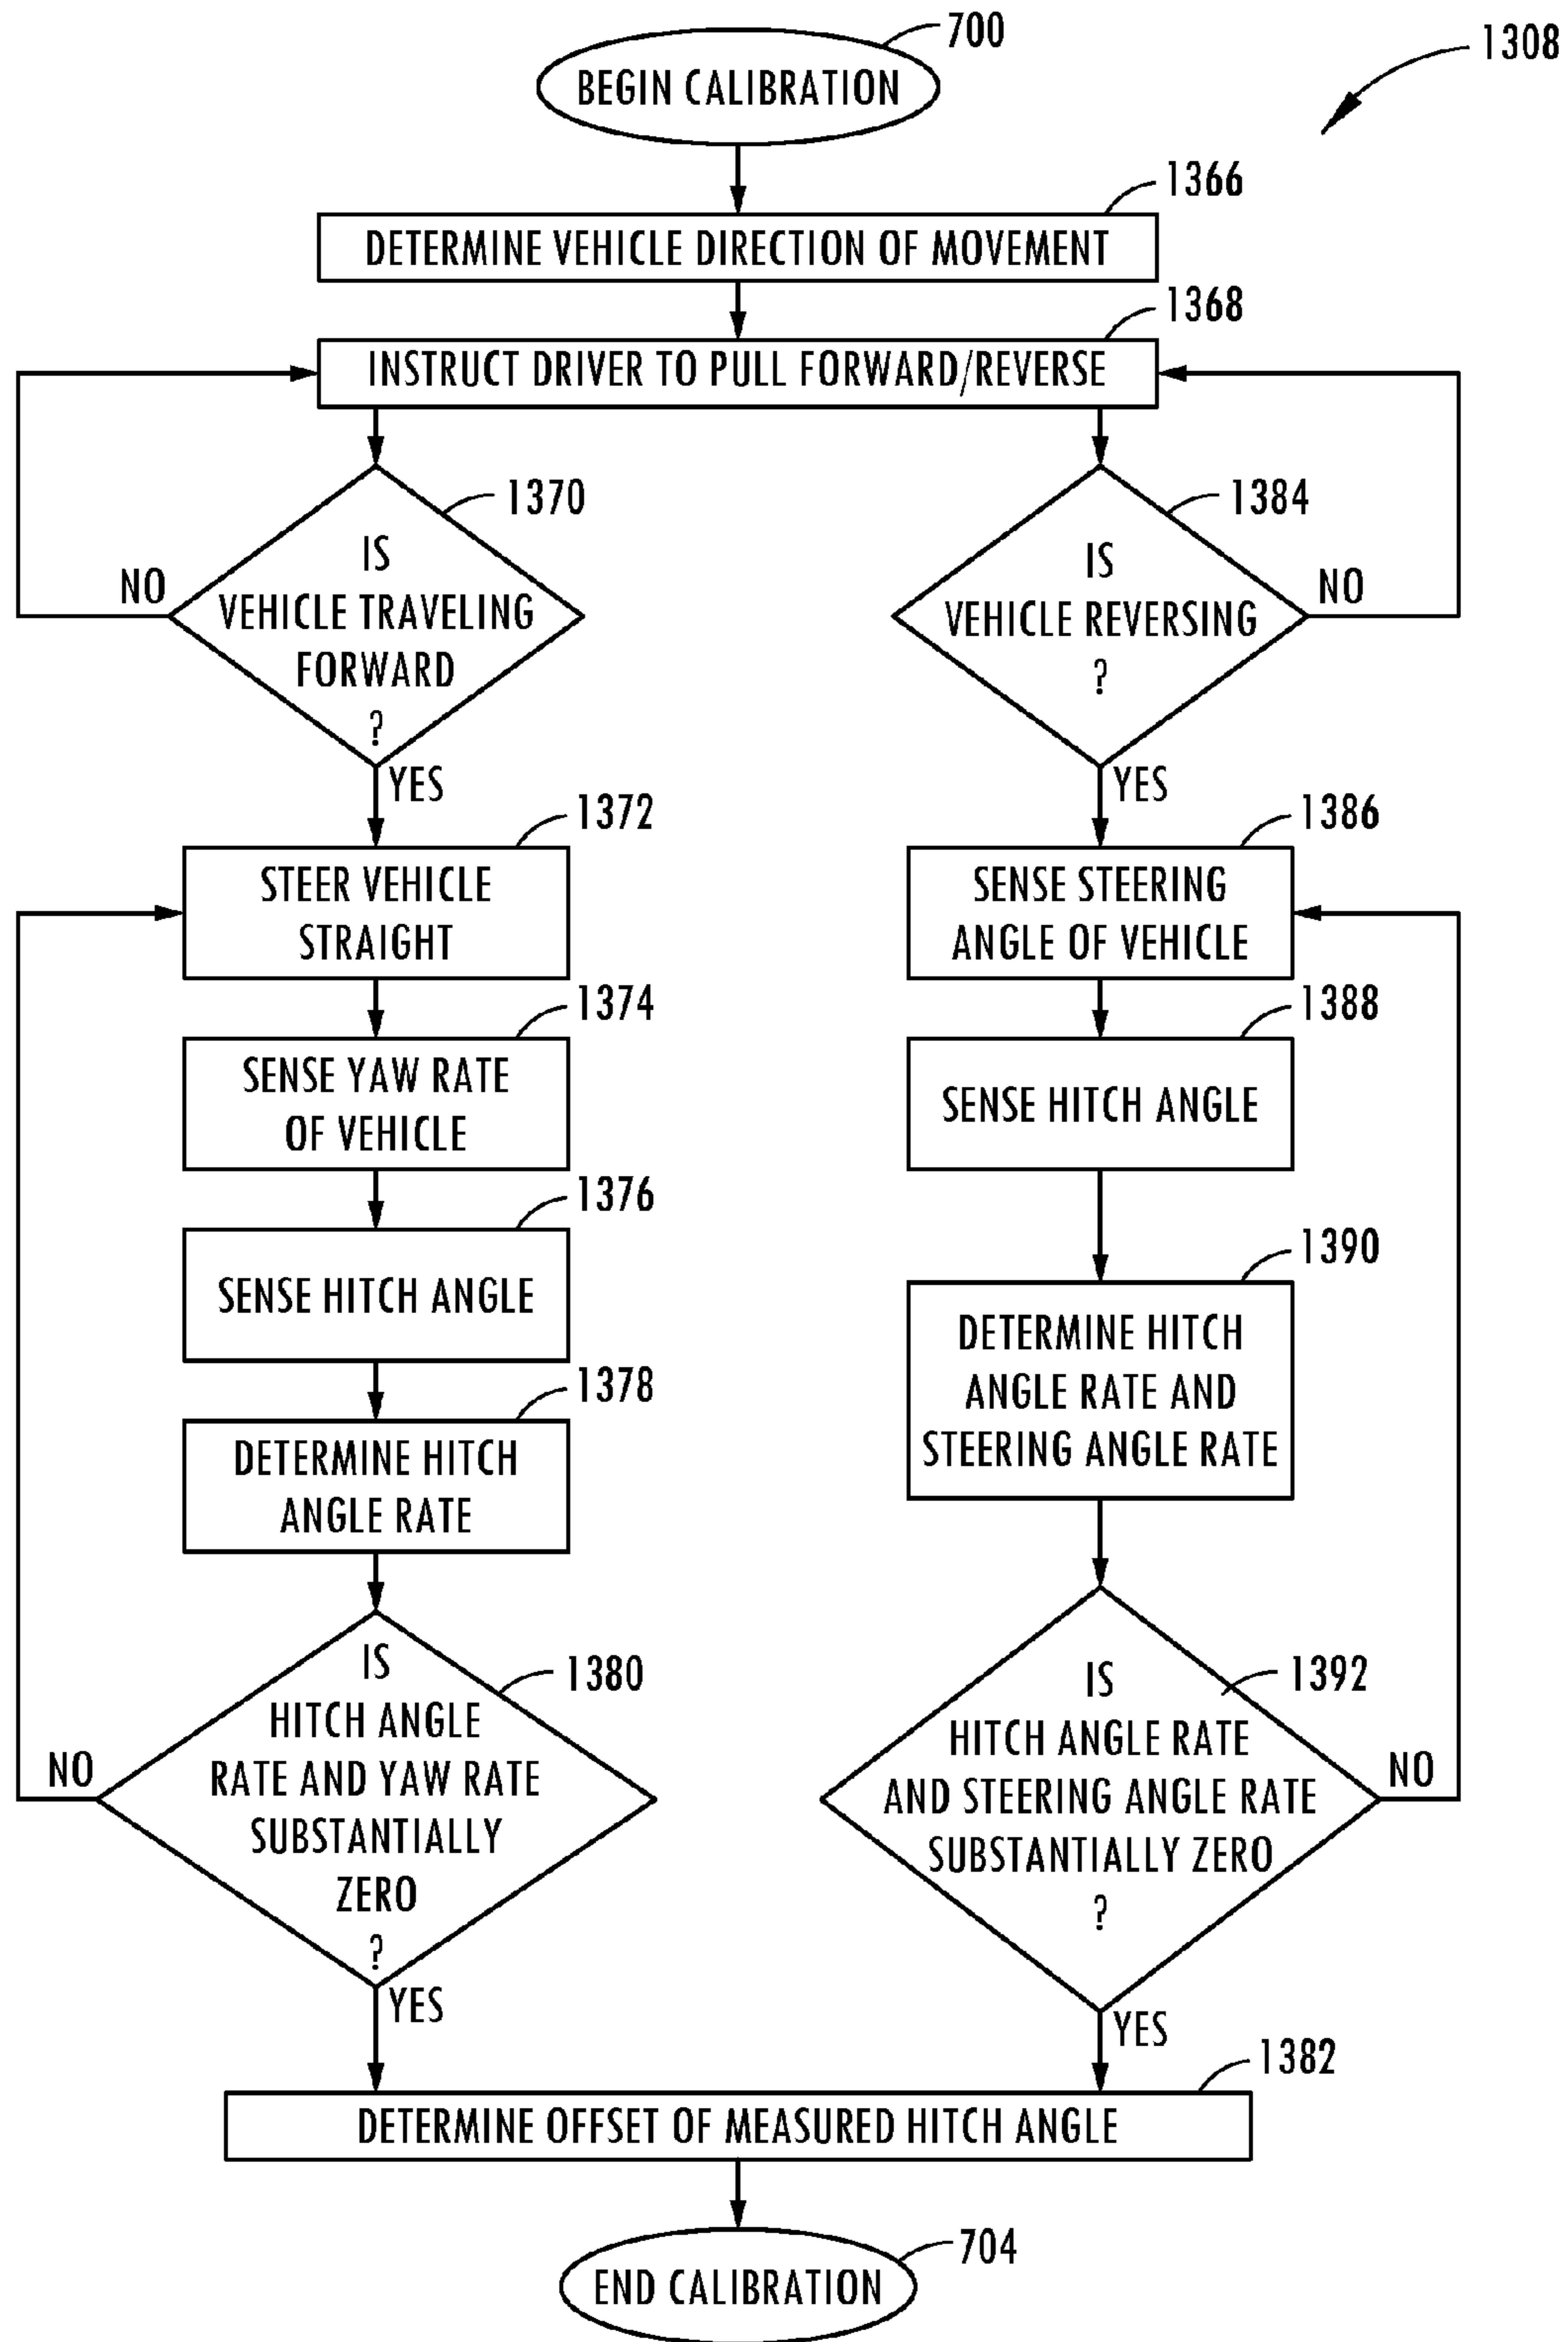 700
BEGIN CALIBRATION
1308
1366
DETERMINE VEHICLE DIRECTION OF MOVEMENT
1368
INSTRUCT DRIVER TO PULL FORWARD/REVERSE
1370
IS
VEHICLE TRAVELING
FORWARD
?
NO
YES
1372
STEER VEHICLE
STRAIGHT
1374
SENSE YAW RATE
OF VEHICLE
1376
SENSE HITCH ANGLE
1378
DETERMINE HITCH
ANGLE RATE
1380
IS
HITCH ANGLE
RATE AND YAW RATE
SUBSTANTIALLY
ZERO
?
NO
YES
1384
IS
VEHICLE REVERSING
?
NO
YES
1386
SENSE STEERING
ANGLE OF VEHICLE
1388
SENSE HITCH ANGLE
1390
DETERMINE HITCH
ANGLE RATE AND
STEERING ANGLE RATE
1392
IS
HITCH ANGLE RATE
AND STEERING ANGLE RATE
SUBSTANTIALLY ZERO
?
NO
YES
1382
DETERMINE OFFSET OF MEASURED HITCH ANGLE
704
END CALIBRATION